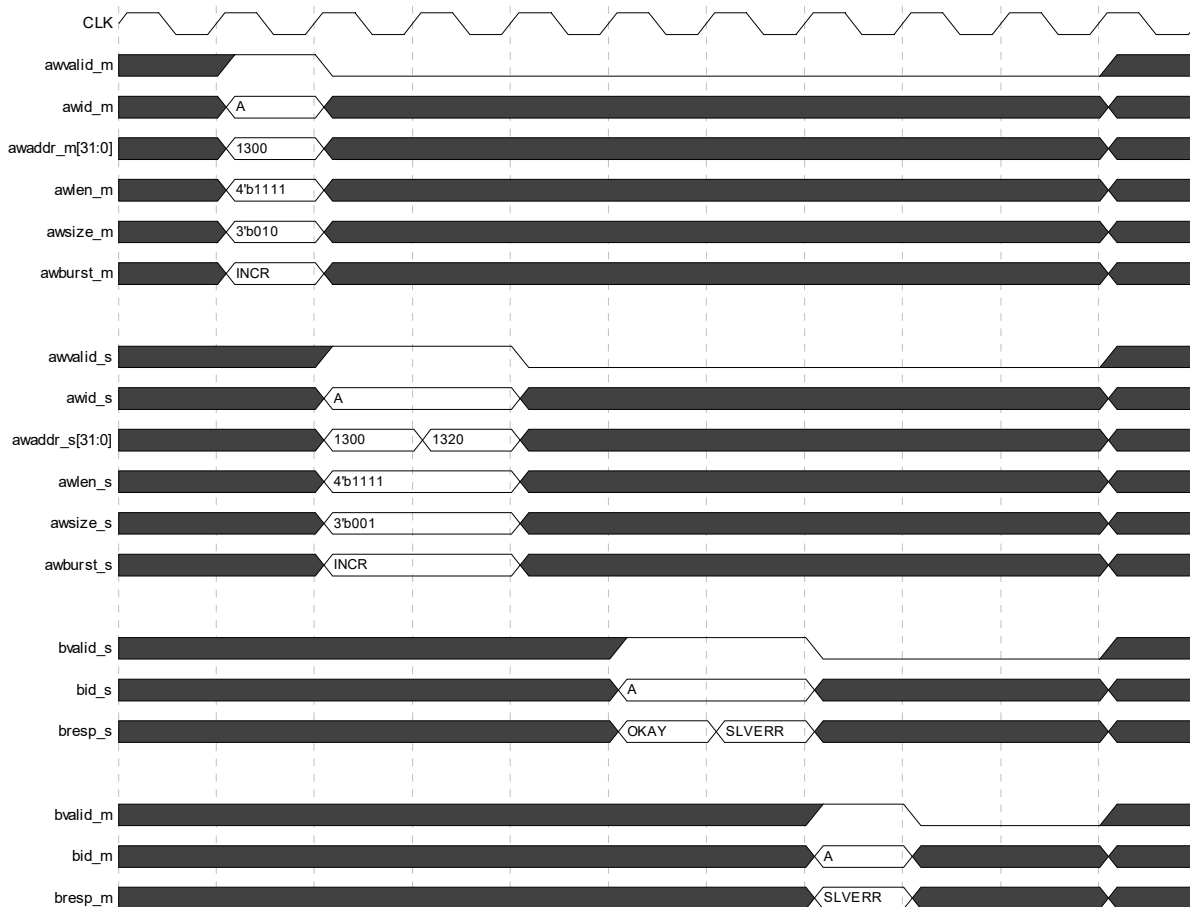 CLK
awvalid_m
awid_m A
awaddr_m[31:0] 1300
awlen_m 4'b1111
awsize_m 3'b010
awburst_m INCR
awvalid_s
awid_s A
awaddr_s[31:0] 1300 1320
awlen_s 4'b1111
awsize_s 3'b001
awburst_s INCR
bvalid_s
bid_s A
bresp_s OKAY SLVERR
bvalid_m
bid_m A
bresp_m SLVERR